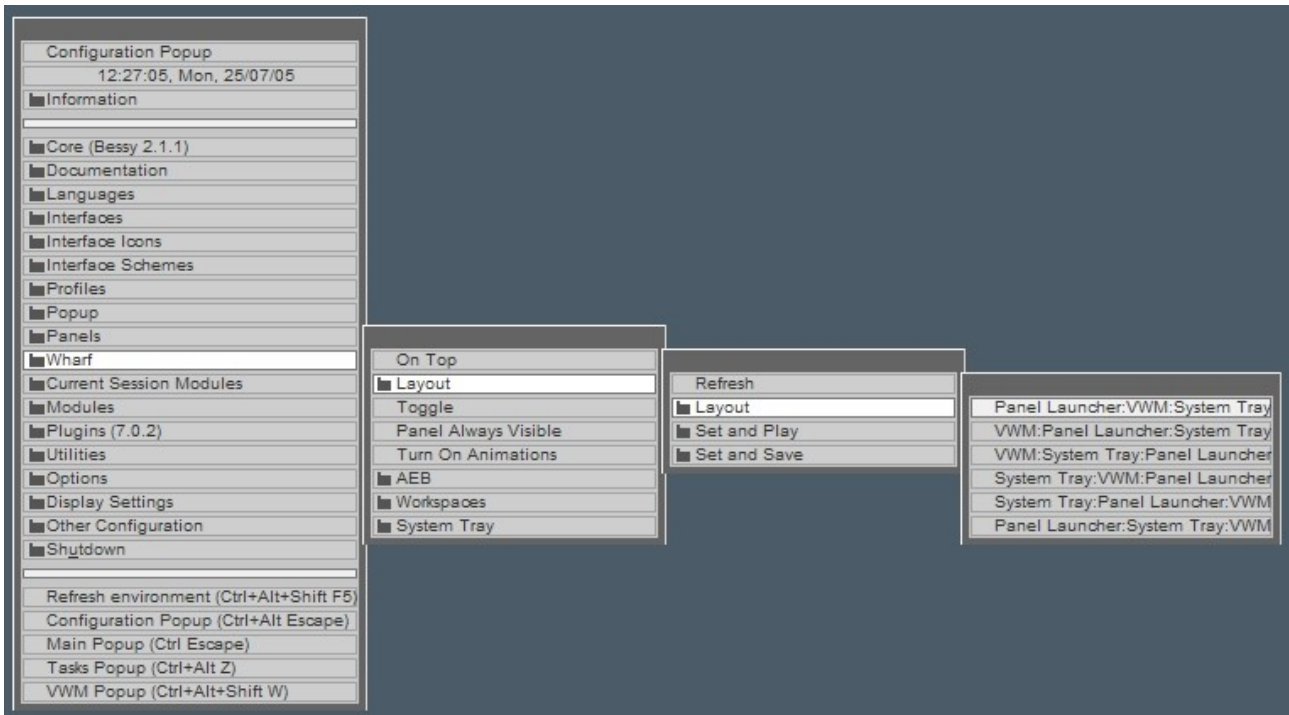 Configuration Popup
12:27:05, Mon, 25/07/05
Information
Core (Bessy 2.1.1)
Documentation
Languages
Interfaces
Interface Icons
Interface Schemes
Profiles
Popup
Panels
Wharf
Current Session Modules
Modules
Plugins (7.0.2)
Utilities
Options
Display Settings
Other Configuration
Shutdown
Refresh environment (Ctrl+Alt+Shift F5)
Configuration Popup (Ctrl+Alt Escape)
Main Popup (Ctrl Escape)
Tasks Popup (Ctrl+Alt Z)
VWM Popup (Ctrl+Alt+Shift W)
On Top
Layout
Toggle
Panel Always Visible
Turn On Animations
AEB
Workspaces
System Tray
Refresh
Layout
Set and Play
Set and Save
Panel Launcher:VWM:System Tray
VWM:Panel Launcher:System Tray
VWM:System Tray:Panel Launcher
System Tray:VWM:Panel Launcher
System Tray:Panel Launcher:VWM
Panel Launcher:System Tray:VWM